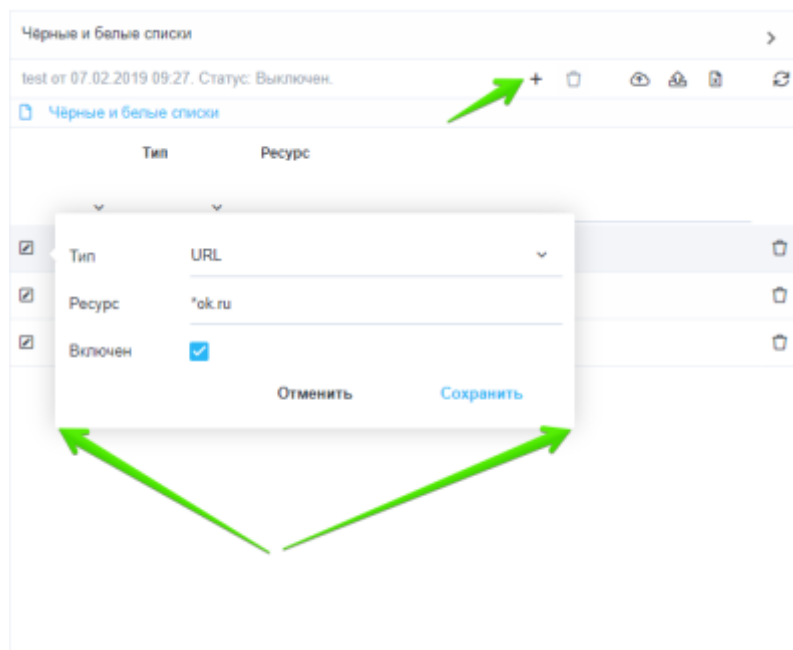 Чёрные и белые списки
test от 07.02.2019 09:27. Статус: Выключен.
Чёрные и белые списки
Тип Ресурс
Тип URL
Ресурс *ok.ru
Включен
Отменить Сохранить